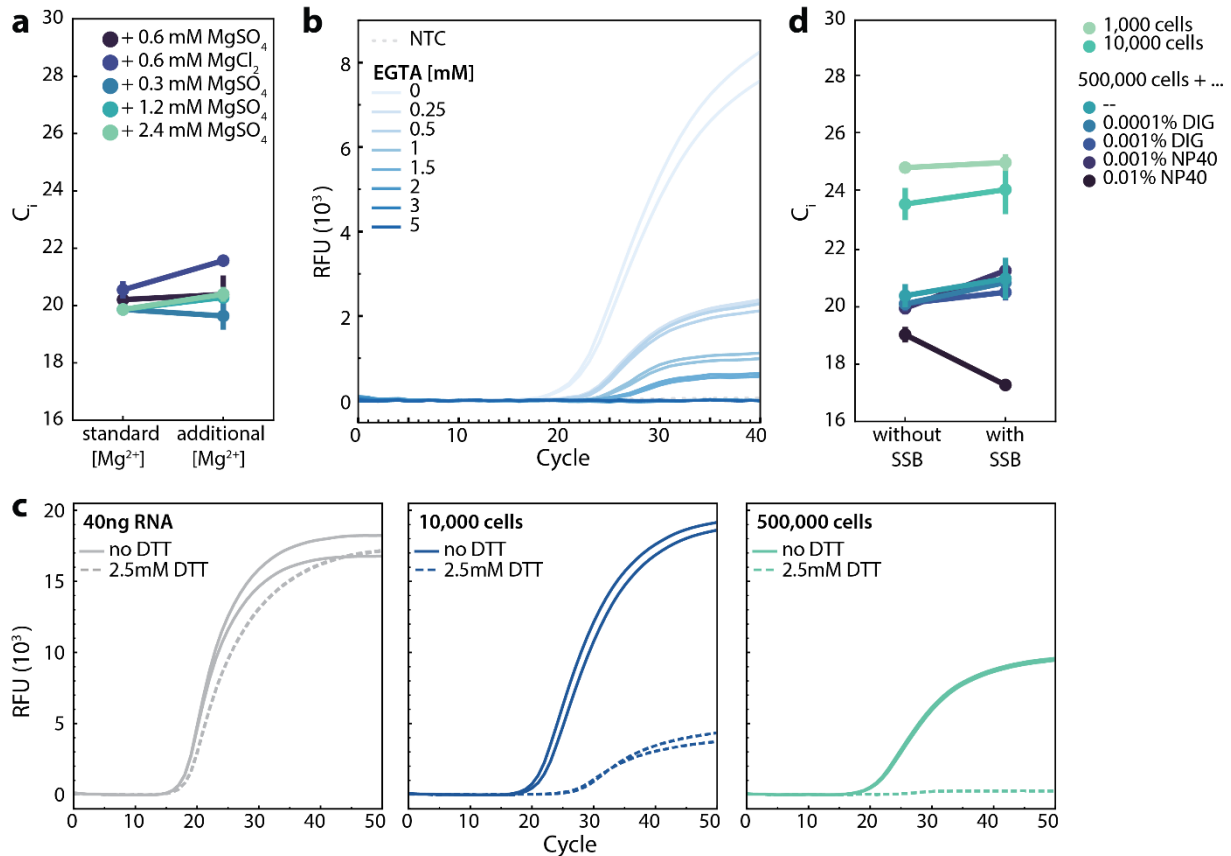 a
30
28
26
24
22
20
18
16
C_i
+ 0.6 mM MgSO₄
+ 0.6 mM MgCl₂
+ 0.3 mM MgSO₄
+ 1.2 mM MgSO₄
+ 2.4 mM MgSO₄
standard
[Mg²⁺]
additional
[Mg²⁺]
b
NTC
EGTA [mM]
0
0.25
0.5
1
1.5
2
3
5
8
6
4
2
0
RFU (10³)
0 10 20 30 40
Cycle
d
30
28
26
24
22
20
18
16
C_i
without
SSB
with
SSB
1,000 cells
10,000 cells
500,000 cells + ...
--
0.0001% DIG
0.001% DIG
0.001% NP40
0.01% NP40
c
20
15
10
5
0
RFU (10³)
40ng RNA
no DTT
2.5mM DTT
0 10 20 30 40 50
10,000 cells
no DTT
2.5mM DTT
0 10 20 30 40 50
Cycle
500,000 cells
no DTT
2.5mM DTT
0 10 20 30 40 50